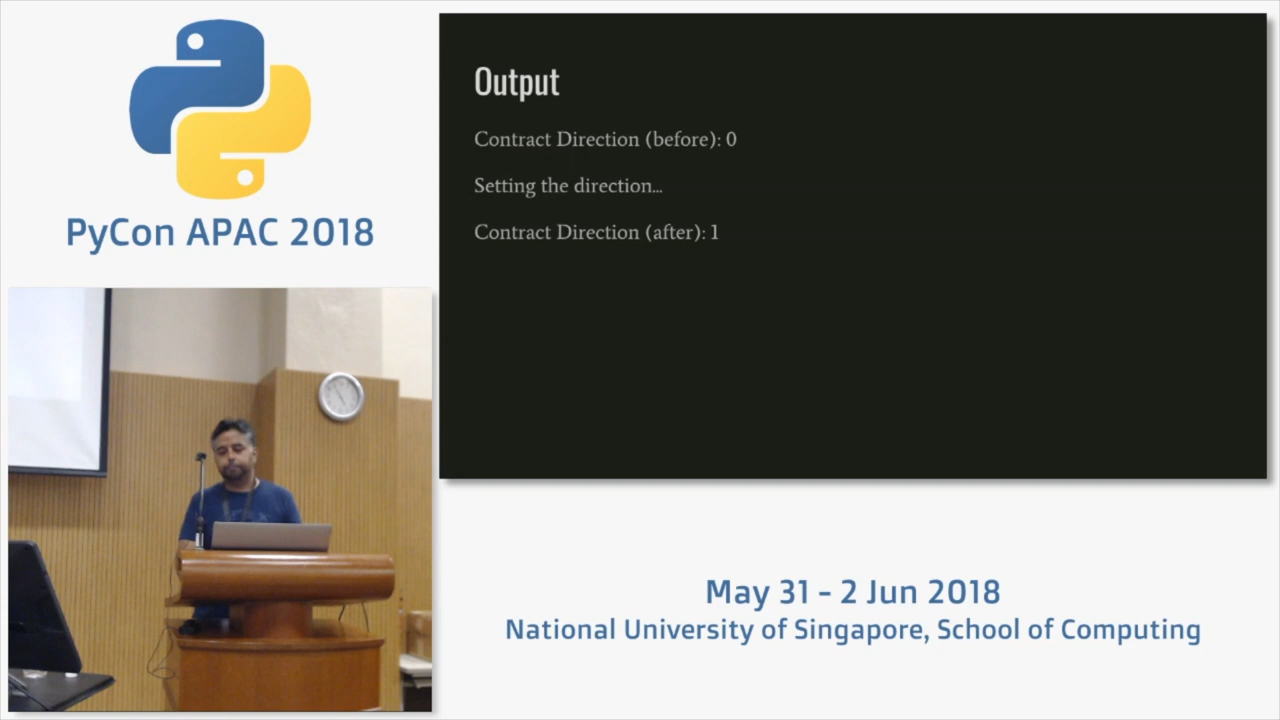 PyCon APAC 2018
Output
Contract Direction (before): 0
Setting the direction...
Contract Direction (after): 1
May 31 - 2 Jun 2018
National University of Singapore, School of Computing